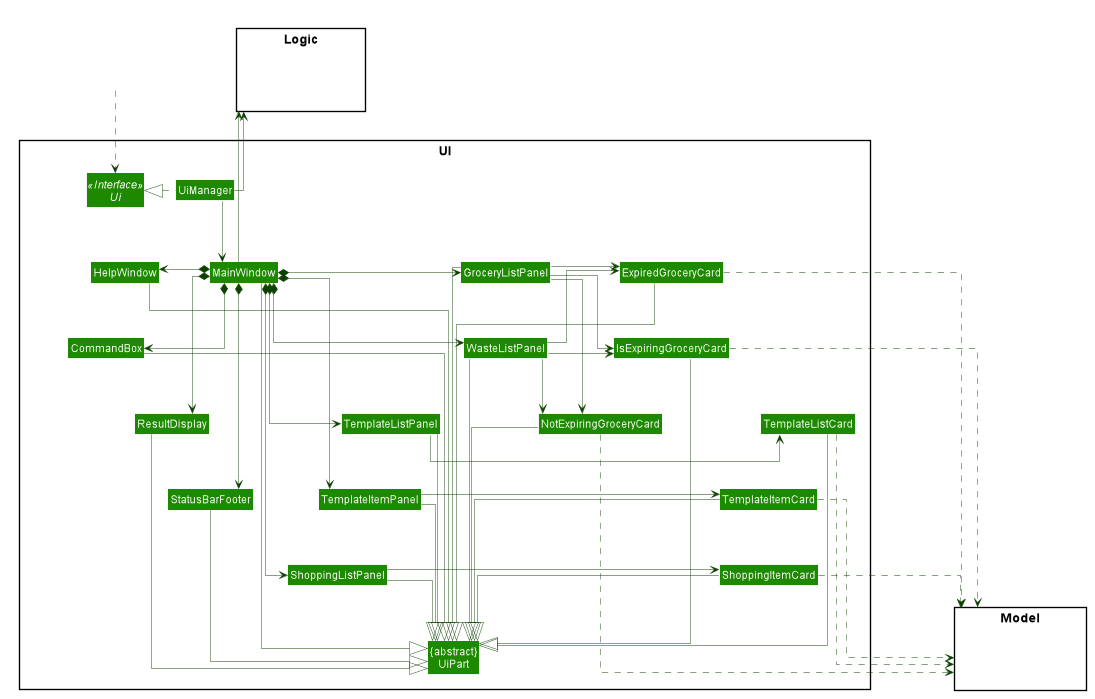 Logic
UI
«Interface»
Ui
UiManager
HelpWindow
MainWindow
GroceryListPanel
ExpiredGroceryCard
CommandBox
WasteListPanel
IsExpiringGroceryCard
ResultDisplay
TemplateListPanel
NotExpiringGroceryCard
TemplateListCard
StatusBarFooter
TemplateItemPanel
TemplateItemCard
ShoppingListPanel
ShoppingItemCard
Model
{abstract}
UiPart